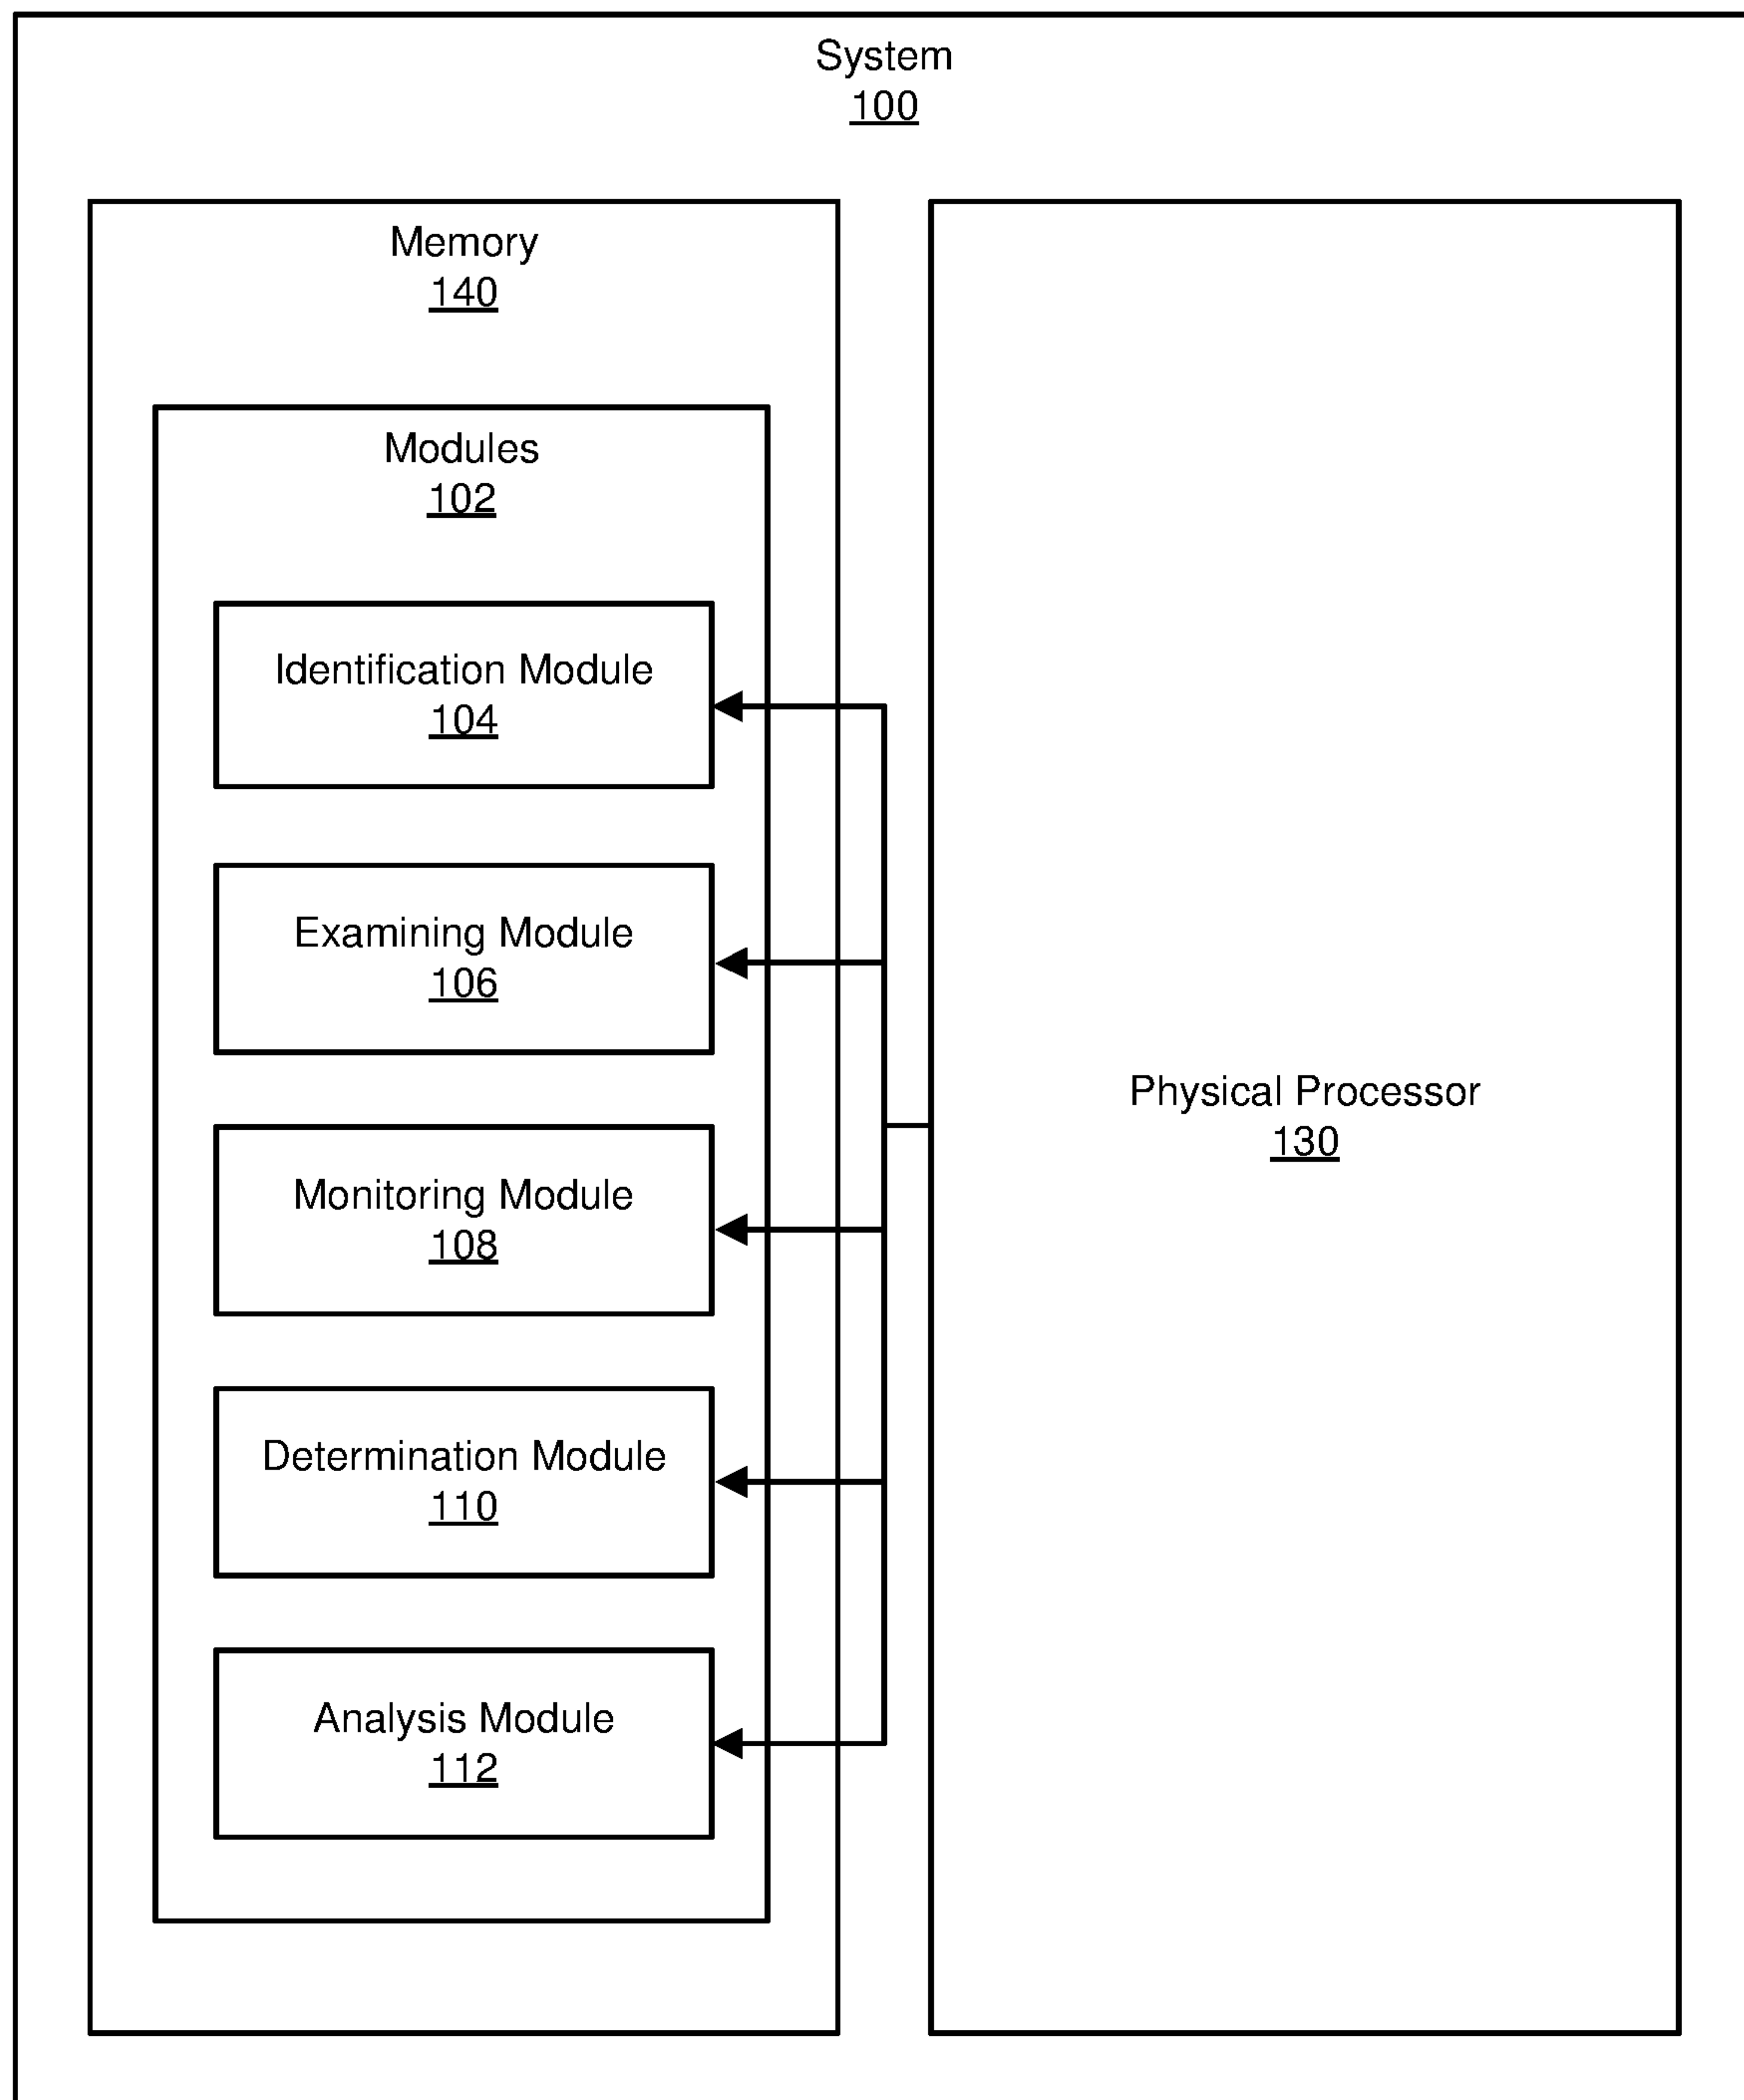 System
100
Memory
140
Modules
102
Identification Module
104
Examining Module
106
Monitoring Module
108
Determination Module
110
Analysis Module
112
Physical Processor
130